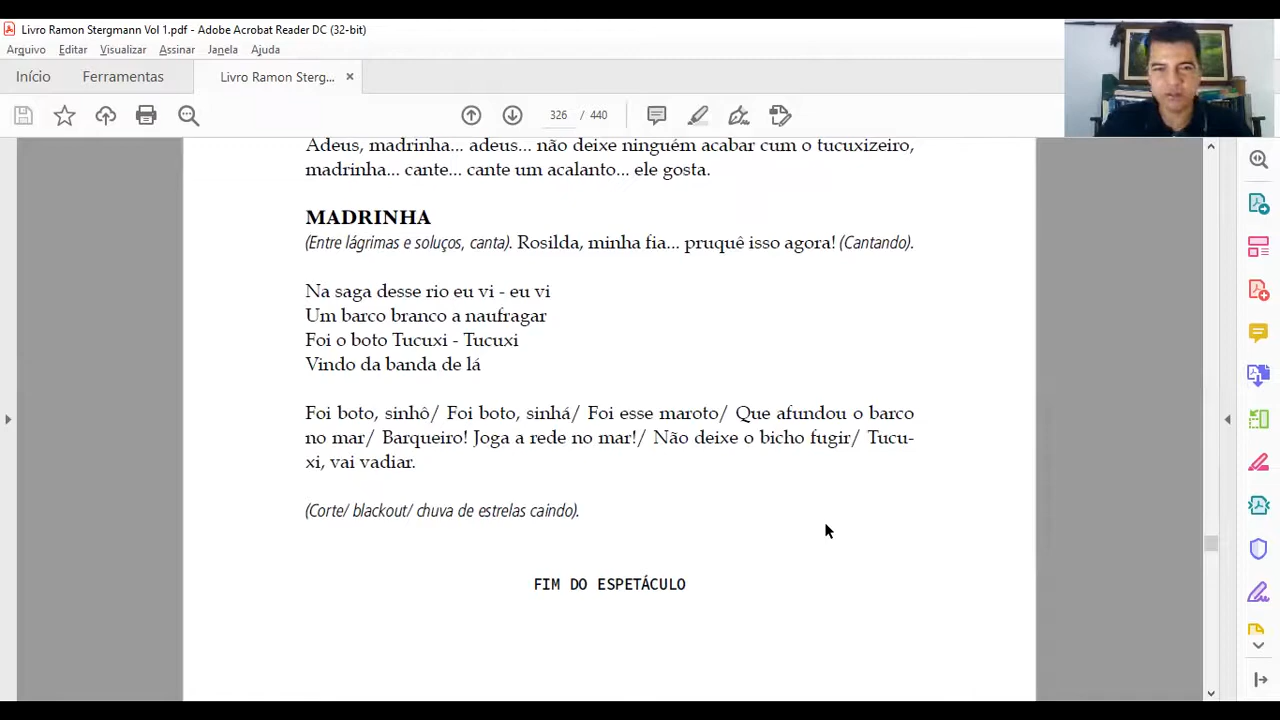 Livro Ramon Stergmann Vol 1.pdf - Adobe Acrobat Reader DC (32-bit)
Arquivo Editar Visualizar Assinar Janela Ajuda
Início Ferramentas Livro Ramon Sterg... ×
326 / 440
Adeus, madrinha... adeus... não deixe ninguém acabar cum o tucuxizeiro,
madrinha... cante... cante um acalanto... ele gosta.
MADRINHA
(Entre lágrimas e soluços, canta). Rosilda, minha fia... pruquê isso agora! (Cantando).
Na saga desse rio eu vi - eu vi
Um barco branco a naufragar
Foi o boto Tucuxi - Tucuxi
Vindo da banda de lá
Foi boto, sinhô/ Foi boto, sinhá/ Foi esse maroto/ Que afundou o barco
no mar/ Barqueiro! Joga a rede no mar!/ Não deixe o bicho fugir/ Tucu-
xi, vai vadiar.
(Corte/ blackout/ chuva de estrelas caindo).
FIM DO ESPETÁCULO